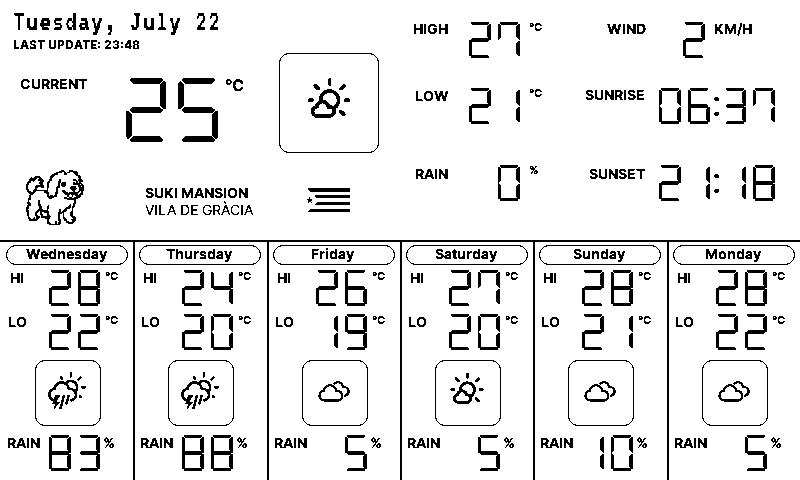 Tuesday, July 22
LAST UPDATE: 23:48
CURRENT 25 °C
HIGH 27 °C
LOW 21 °C
RAIN 0 %
WIND 2 KM/H
SUNRISE 06:37
SUNSET 21:18
SUKI MANSION
VILA DE GRÀCIA
Wednesday
HI 28 °C
LO 22 °C
RAIN 83 %
Thursday
HI 24 °C
LO 20 °C
RAIN 88 %
Friday
HI 26 °C
LO 19 °C
RAIN 5 %
Saturday
HI 27 °C
LO 20 °C
RAIN 5 %
Sunday
HI 28 °C
LO 21 °C
RAIN 10 %
Monday
HI 28 °C
LO 22 °C
RAIN 5 %